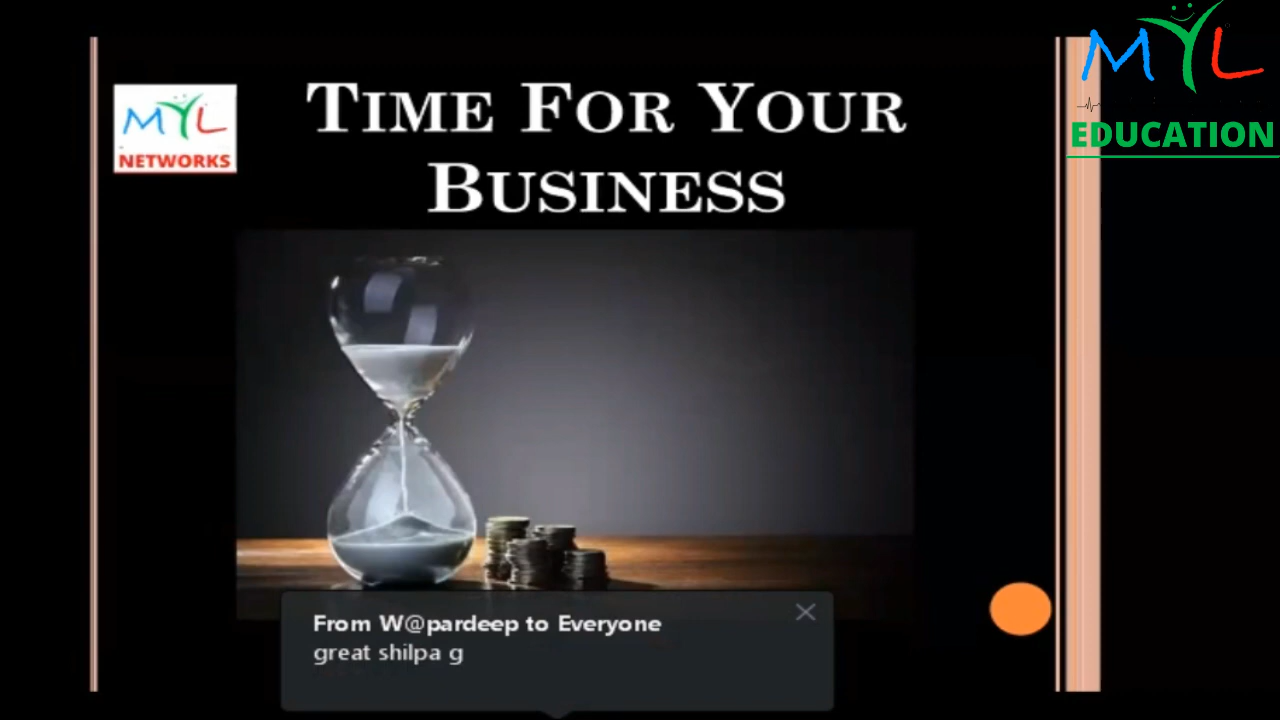 MYL
NETWORKS
TIME FOR YOUR
BUSINESS
MYL
EDUCATION
From W@pardeep to Everyone
great shilpa g